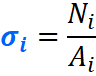 σᵢ = Nᵢ / Aᵢ